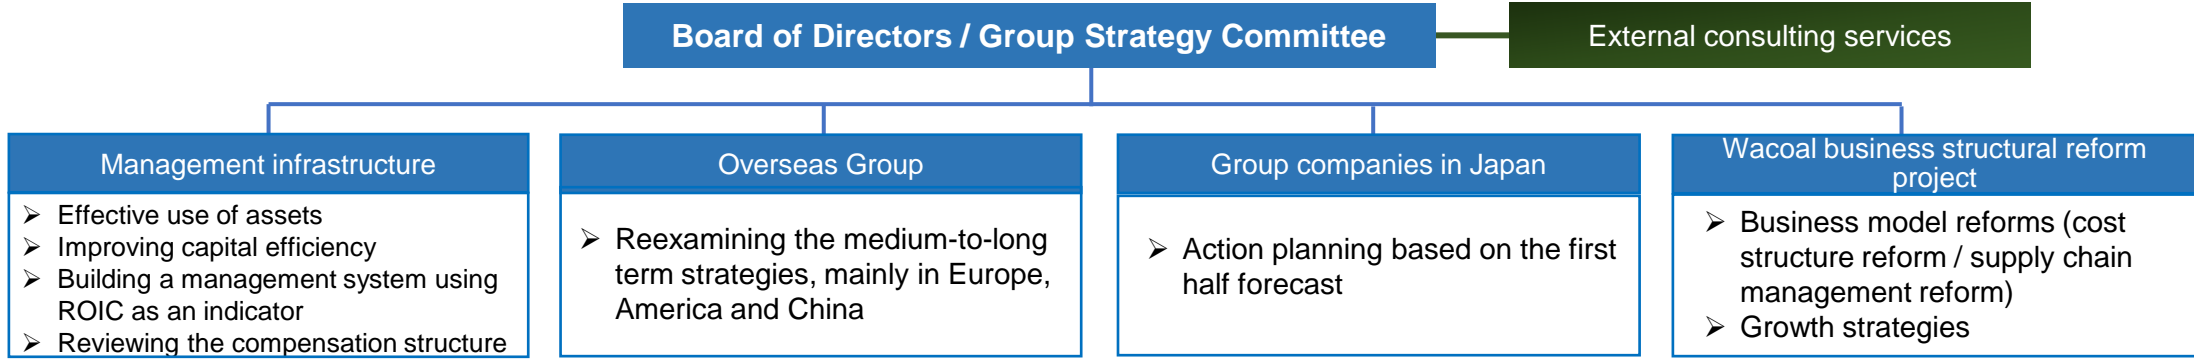 Board of Directors / Group Strategy Committee
External consulting services
Management infrastructure
➢ Effective use of assets
➢ Improving capital efficiency
➢ Building a management system using
ROIC as an indicator
➢ Reviewing the compensation structure
Overseas Group
➢ Reexamining the medium-to-long
term strategies, mainly in Europe,
America and China
Group companies in Japan
➢ Action planning based on the first
half forecast
Wacoal business structural reform
project
➢ Business model reforms (cost
structure reform / supply chain
management reform)
➢ Growth strategies